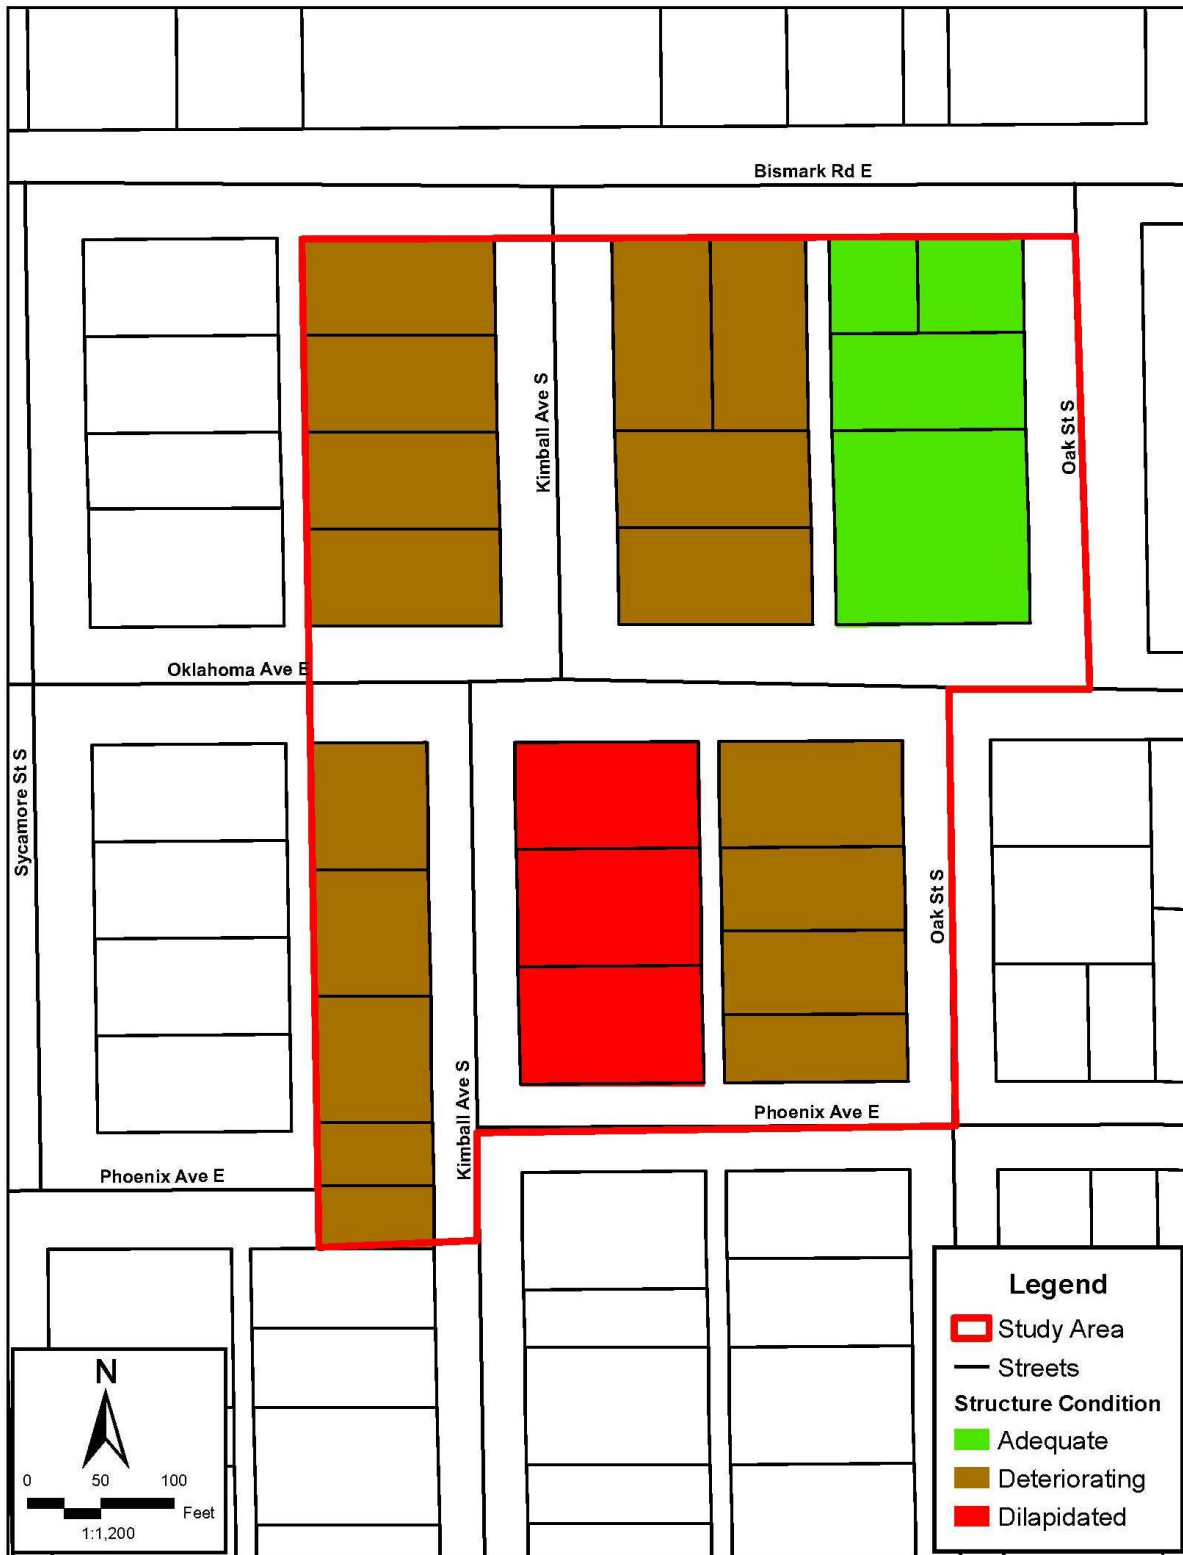 Bismark Rd E
Kimball Ave S
Oak St S
Oklahoma Ave E
Sycamore St S
Oak St S
Kimball Ave S
Phoenix Ave E
Phoenix Ave E
Legend
Study Area
Streets
Structure Condition
Adequate
Deteriorating
Dilapidated
N
0 50 100
Feet
1:1,200